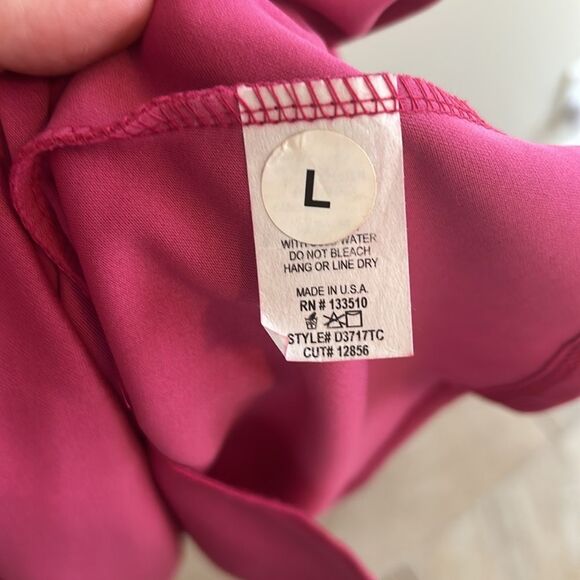 L
WITH COLD WATER
DO NOT BLEACH
HANG OR LINE DRY
MADE IN U.S.A.
RN # 133510
STYLE# D3717TC
CUT# 12856